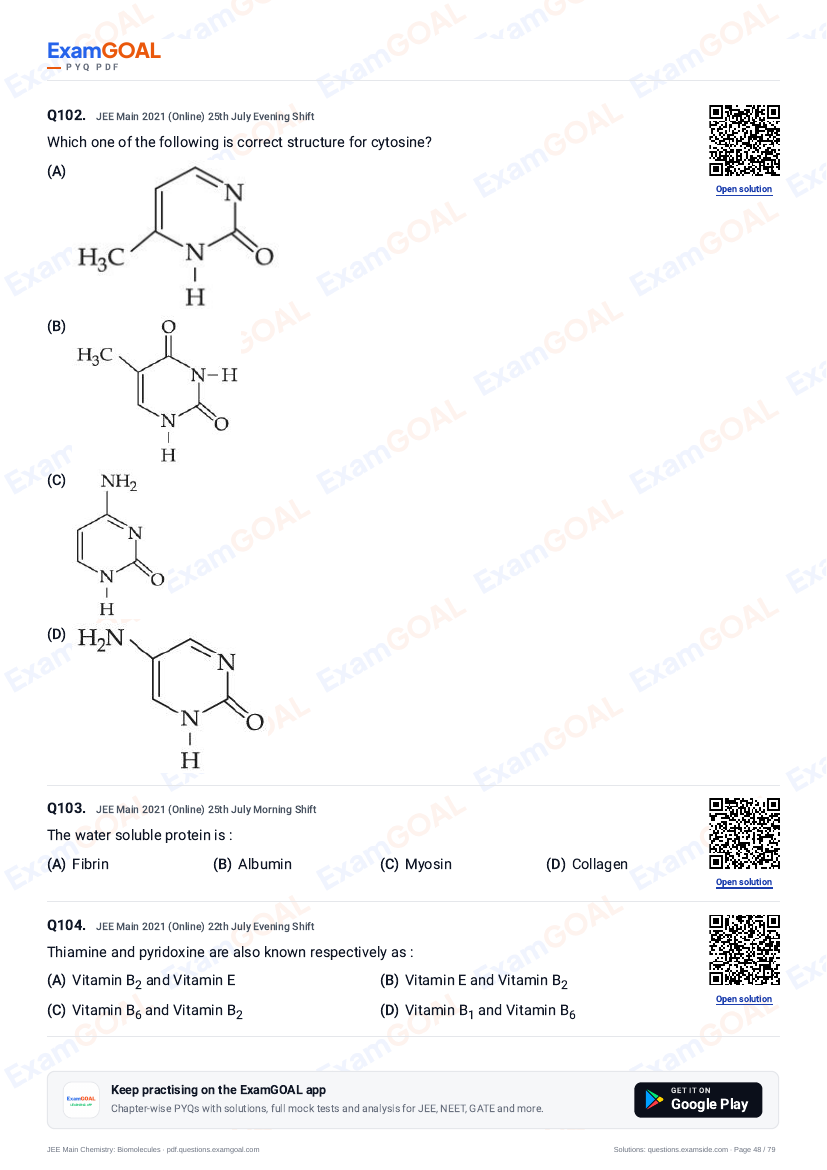 ExamGOAL
PYQ PDF
Q102. JEE Main 2021 (Online) 25th July Evening Shift
Which one of the following is correct structure for cytosine?
Open solution
(A)
N
H₃C N O
H
(B)
O
H₃C
N–H
N O
H
(C) NH₂
N
N O
H
(D) H₂N
N
N O
H
Q103. JEE Main 2021 (Online) 25th July Morning Shift
The water soluble protein is :
(A) Fibrin (B) Albumin (C) Myosin (D) Collagen
Open solution
Q104. JEE Main 2021 (Online) 22th July Evening Shift
Thiamine and pyridoxine are also known respectively as :
(A) Vitamin B₂ and Vitamin E (B) Vitamin E and Vitamin B₂
(C) Vitamin B₆ and Vitamin B₂ (D) Vitamin B₁ and Vitamin B₆
Open solution
ExamGOAL
Keep practising on the ExamGOAL app
Chapter-wise PYQs with solutions, full mock tests and analysis for JEE, NEET, GATE and more.
GET IT ON
Google Play
JEE Main Chemistry: Biomolecules · pdf.questions.examgoal.com Solutions: questions.examside.com · Page 48 / 79